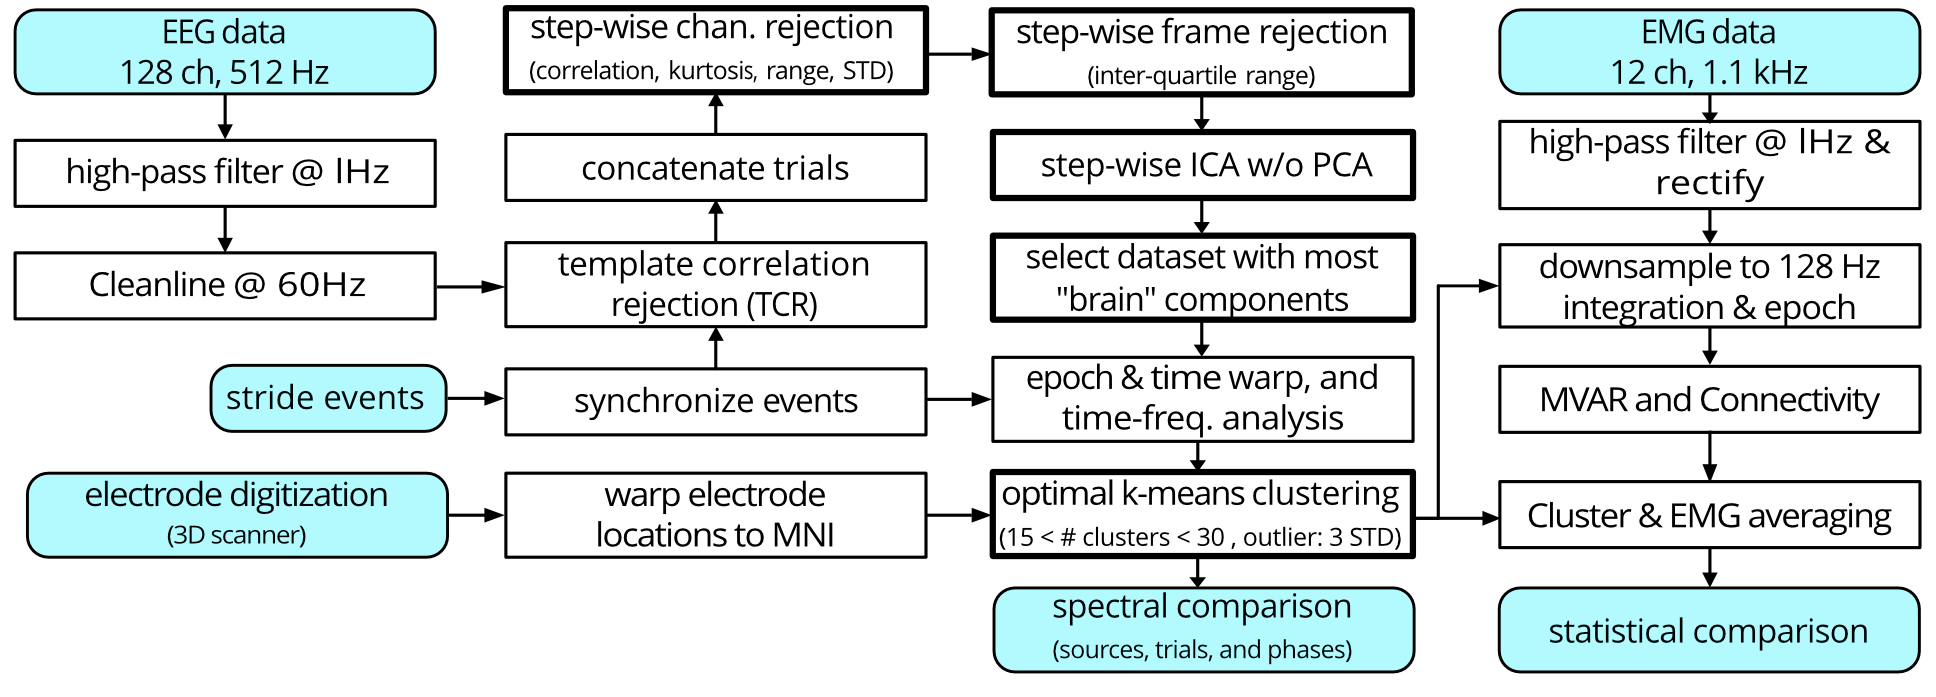 EEG data
128 ch, 512 Hz
high-pass filter @ lHz
Cleanline @ 60Hz
stride events
electrode digitization
(3D scanner)
step-wise chan. rejection
(correlation, kurtosis, range, STD)
concatenate trials
template correlation
rejection (TCR)
synchronize events
warp electrode
locations to MNI
step-wise frame rejection
(inter-quartile range)
step-wise ICA w/o PCA
select dataset with most
"brain" components
epoch & time warp, and
time-freq. analysis
optimal k-means clustering
(15 < # clusters < 30 , outlier: 3 STD)
spectral comparison
(sources, trials, and phases)
EMG data
12 ch, 1.1 kHz
high-pass filter @ lHz &
rectify
downsample to 128 Hz
integration & epoch
MVAR and Connectivity
Cluster & EMG averaging
statistical comparison